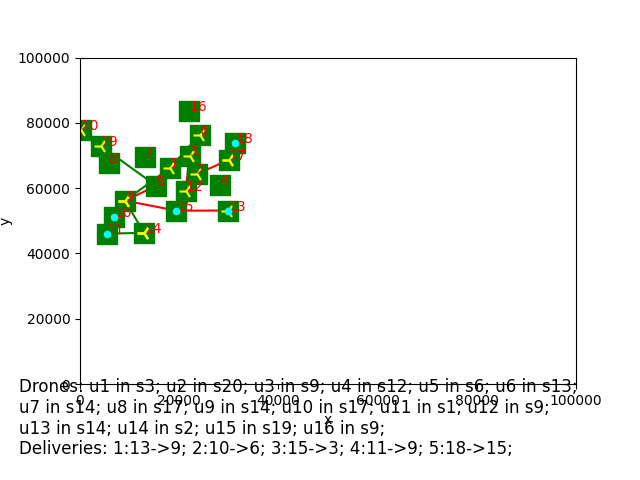 100000
80000
60000
40000
20000
0
0 20000 40000 60000 80000 100000
x
y
16
18
14
12
Drones: u1 in s3; u2 in s20; u3 in s9; u4 in s12; u5 in s6; u6 in s13;
u7 in s14; u8 in s17; u9 in s14; u10 in s17; u11 in s1; u12 in s9;
u13 in s14; u14 in s2; u15 in s19; u16 in s9;
Deliveries: 1:13->9; 2:10->6; 3:15->3; 4:11->9; 5:18->15;